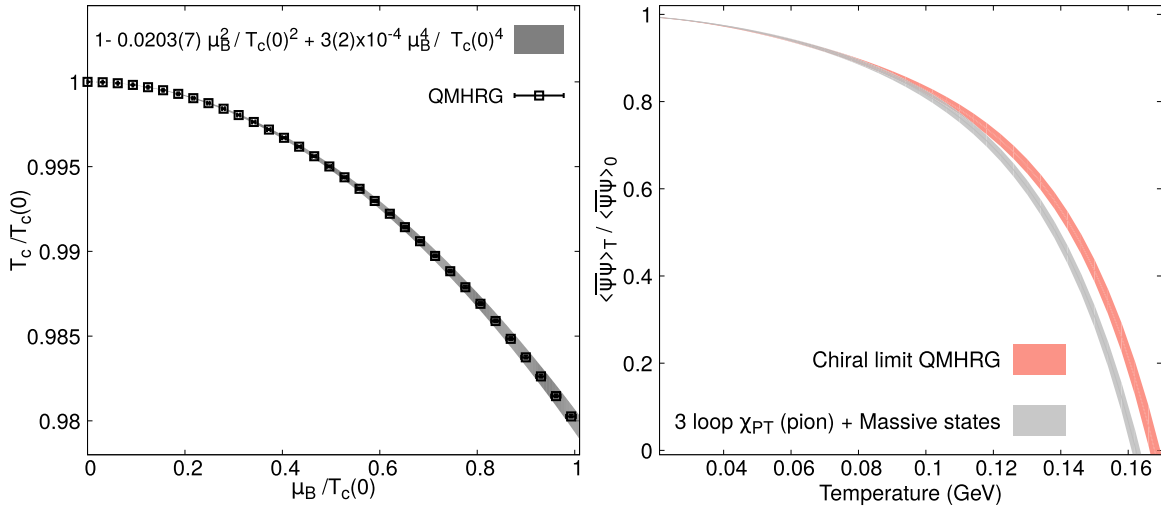 1- 0.0203(7) μ_B^2 / T_c(0)^2 + 3(2)x10^-4 μ_B^4 / T_c(0)^4
QMHRG
1
0.995
0.99
0.985
0.98
T_c /T_c(0)
0 0.2 0.4 0.6 0.8 1
μ_B /T_c(0)
1
0.8
0.6
0.4
0.2
0
<ψ̅ψ>_T / <ψ̅ψ>_0
Chiral limit QMHRG
3 loop χ_PT (pion) + Massive states
0.04 0.06 0.08 0.1 0.12 0.14 0.16
Temperature (GeV)